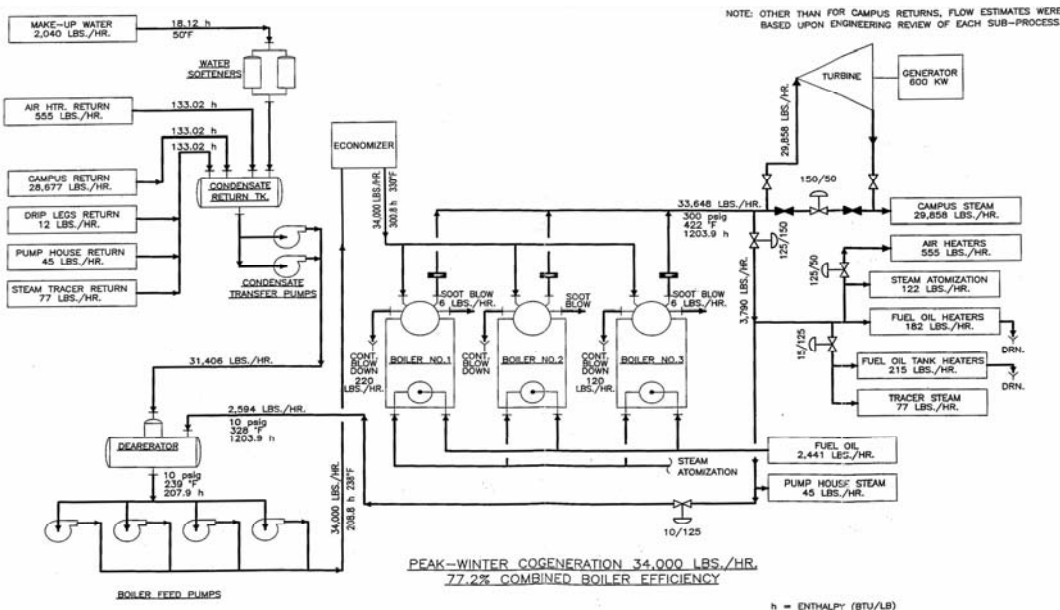 NOTE: OTHER THAN FOR CAMPUS RETURNS, FLOW ESTIMATES WERE
BASED UPON ENGINEERING REVIEW OF EACH SUB-PROCESS
MAKE-UP WATER
2,040 LBS./HR.
18.12 h
50°F
WATER
SOFTENERS
AIR HTR. RETURN
555 LBS./HR.
133.02 h
133.02 h
133.02 h
CAMPUS RETURN
28,677 LBS./HR.
DRIP LEGS RETURN
12 LBS./HR.
PUMP HOUSE RETURN
45 LBS./HR.
STEAM TRACER RETURN
77 LBS./HR.
CONDENSATE
RETURN TK.
CONDENSATE
TRANSFER PUMPS
31,406 LBS./HR.
ECONOMIZER
34,000 LBS./HR.
300.8 h 330°F
TURBINE
GENERATOR
600 KW
29,858 LBS./HR.
150/50
33,648 LBS./HR.
300 psig
422 °F
1203.9 h
125/150
CAMPUS STEAM
29,858 LBS./HR.
AIR HEATERS
555 LBS./HR.
125/50
STEAM ATOMIZATION
122 LBS./HR.
3,790 LBS./HR.
FUEL OIL HEATERS
182 LBS./HR.
DRN.
15/125
FUEL OIL TANK HEATERS
215 LBS./HR.
DRN.
TRACER STEAM
77 LBS./HR.
SOOT BLOW
6 LBS./HR.
SOOT
BLOW
SOOT BLOW
6 LBS./HR.
CONT.
BLOW
DOWN
220
LBS./HR.
BOILER NO.1
CONT.
BLOW
DOWN
BOILER NO.2
CONT.
BLOW
DOWN
120
LBS./HR.
BOILER NO.3
2,594 LBS./HR.
10 psig
328 °F
1203.9 h
DEARERATOR
10 psig
239 °F
207.9 h
34,000 LBS./HR.
208.8 h 238°F
STEAM
ATOMIZATION
FUEL OIL
2,441 LBS./HR.
PUMP HOUSE STEAM
45 LBS./HR.
10/125
BOILER FEED PUMPS
PEAK-WINTER COGENERATION 34,000 LBS./HR.
77.2% COMBINED BOILER EFFICIENCY
h = ENTHALPY (BTU/LB)